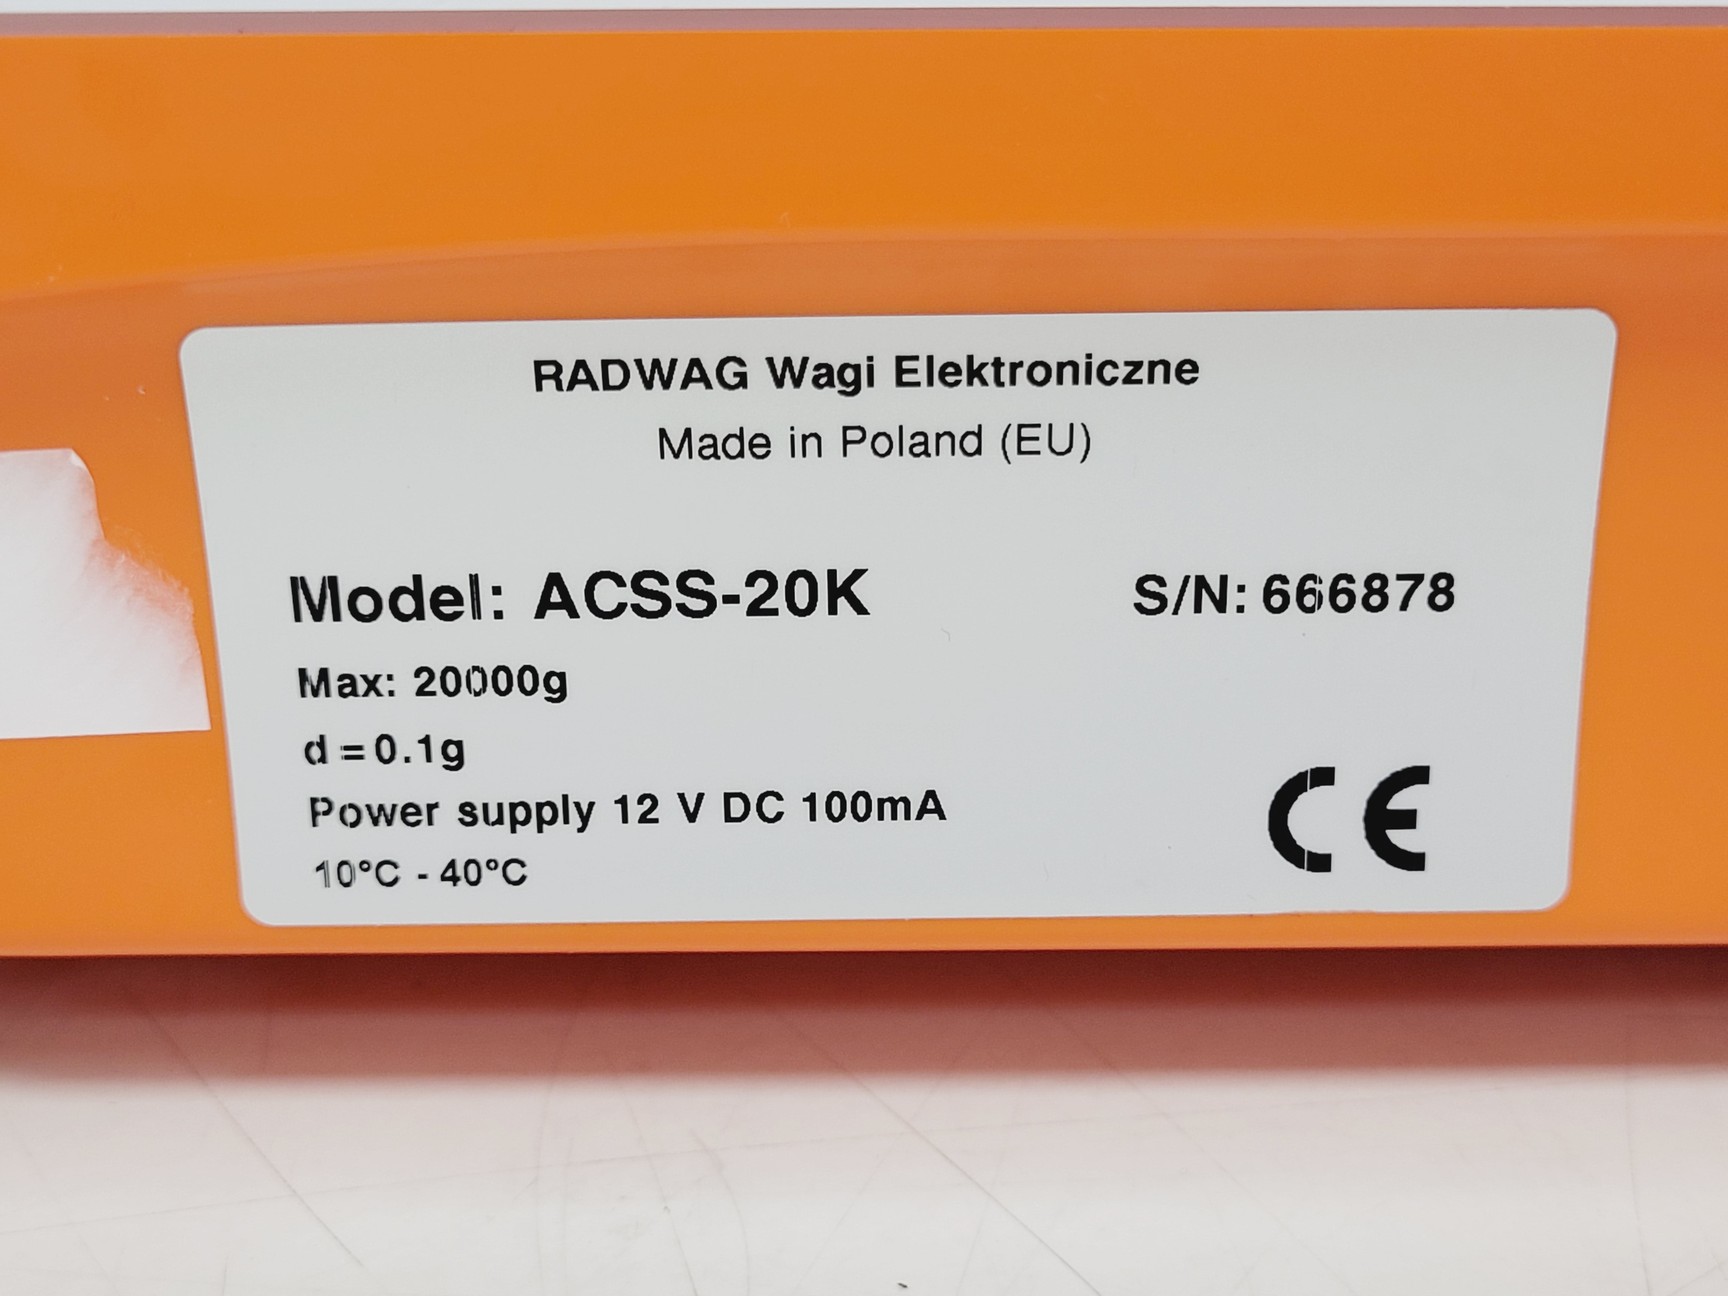 RADWAG Wagi Elektroniczne
Made in Poland (EU)
Model: ACSS-20K
S/N: 666878
Max: 20000g
d = 0.1g
Power supply 12 V DC 100mA
10°C - 40°C
CE